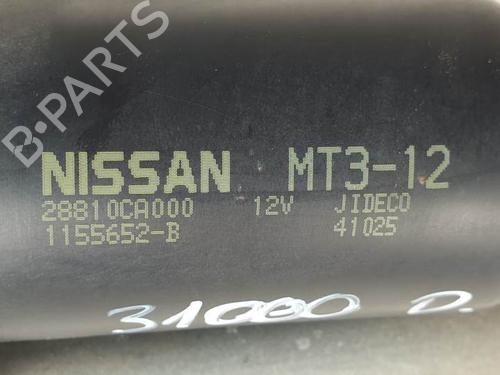 B-PARTS
NISSAN MT3-12
28810CA000 12V JIDECO
1155652-B 41025
31000 D.